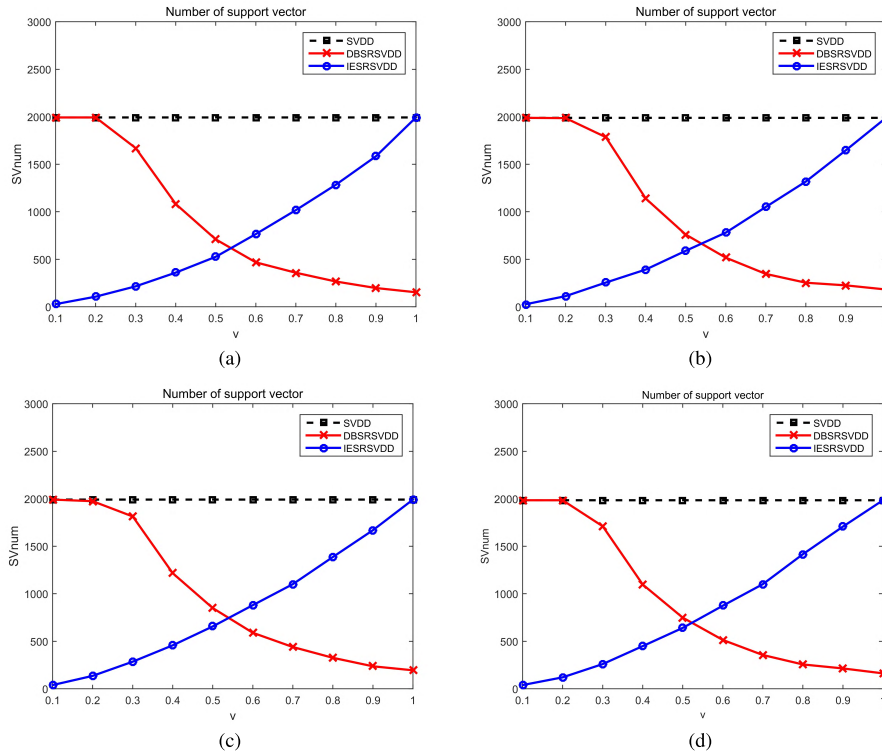 Number of support vector
3000
2500
2000
1500
1000
500
0
SVnum
SVDD
DBSRSVDD
IESRSVDD
0.1 0.2 0.3 0.4 0.5 0.6 0.7 0.8 0.9 1
v
(a)
Number of support vector
3000
2500
2000
1500
1000
500
0
SVnum
SVDD
DBSRSVDD
IESRSVDD
0.1 0.2 0.3 0.4 0.5 0.6 0.7 0.8 0.9
v
(b)
Number of support vector
3000
2500
2000
1500
1000
500
0
SVnum
SVDD
DBSRSVDD
IESRSVDD
0.1 0.2 0.3 0.4 0.5 0.6 0.7 0.8 0.9 1
v
(c)
Number of support vector
3000
2500
2000
1500
1000
500
0
SVnum
SVDD
DBSRSVDD
IESRSVDD
0.1 0.2 0.3 0.4 0.5 0.6 0.7 0.8 0.9
v
(d)